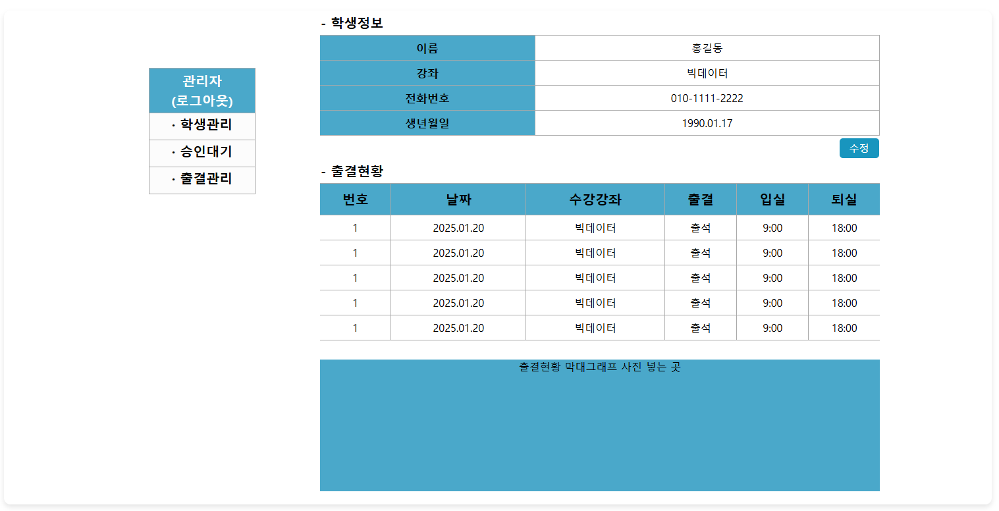 관리자
(로그아웃)
· 학생관리
· 승인대기
· 출결관리
- 학생정보
이름 홍길동
강좌 빅데이터
전화번호 010-1111-2222
생년월일 1990.01.17
수정
- 출결현황
번호 날짜 수강강좌 출결 입실 퇴실
1 2025.01.20 빅데이터 출석 9:00 18:00
1 2025.01.20 빅데이터 출석 9:00 18:00
1 2025.01.20 빅데이터 출석 9:00 18:00
1 2025.01.20 빅데이터 출석 9:00 18:00
1 2025.01.20 빅데이터 출석 9:00 18:00
출결현황 막대그래프 사진 넣는 곳